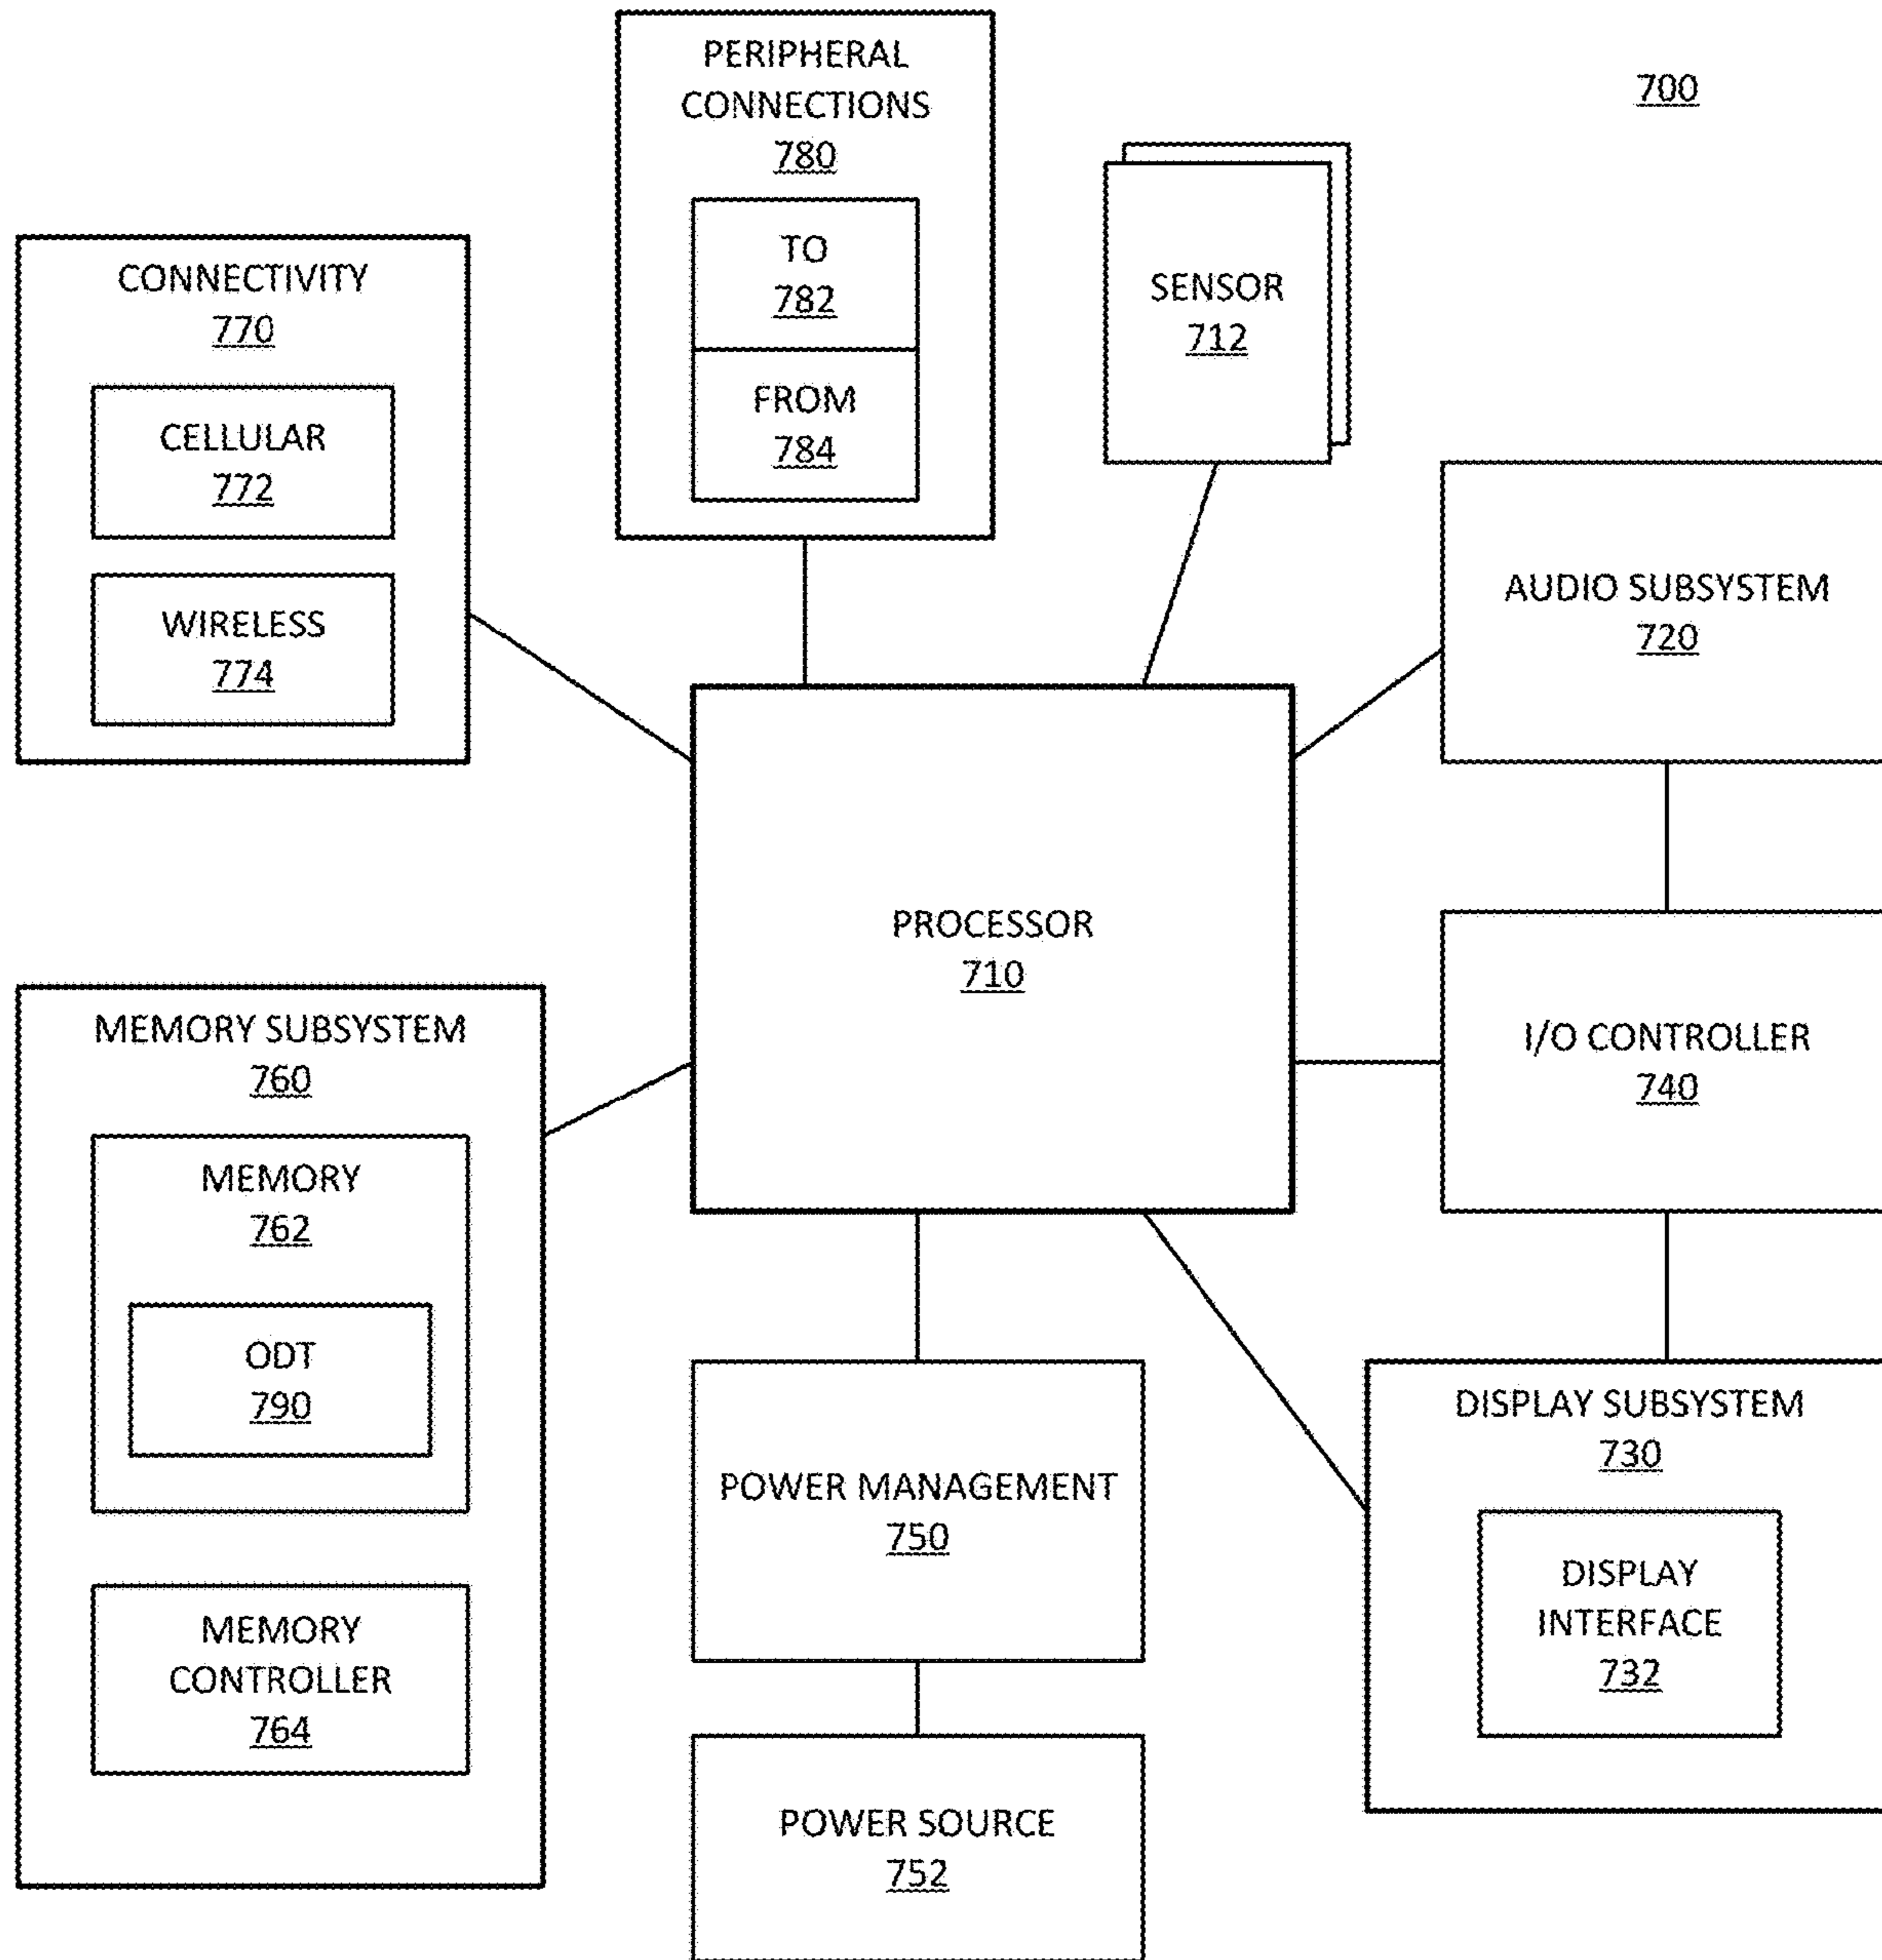 700
PERIPHERAL
CONNECTIONS
780
TO
782
FROM
784
SENSOR
712
CONNECTIVITY
770
CELLULAR
772
WIRELESS
774
AUDIO SUBSYSTEM
720
PROCESSOR
710
I/O CONTROLLER
740
MEMORY SUBSYSTEM
760
MEMORY
762
ODT
790
MEMORY
CONTROLLER
764
POWER MANAGEMENT
750
POWER SOURCE
752
DISPLAY SUBSYSTEM
730
DISPLAY
INTERFACE
732